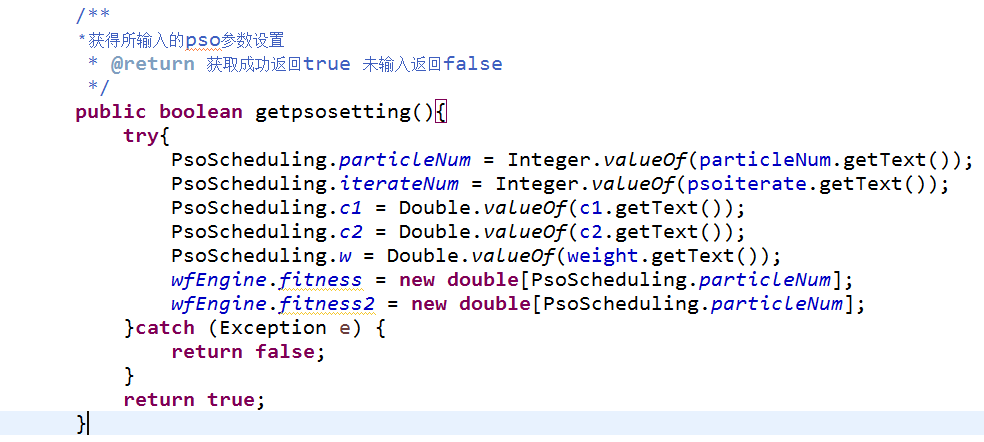 /**
*获得所输入的pso参数设置
* @return 获取成功返回true 未输入返回false
*/
public boolean getpsosetting(){
try{
PsoScheduling.particleNum = Integer.valueOf(particleNum.getText());
PsoScheduling.iterateNum = Integer.valueOf(psoiterate.getText());
PsoScheduling.c1 = Double.valueOf(c1.getText());
PsoScheduling.c2 = Double.valueOf(c2.getText());
PsoScheduling.w = Double.valueOf(weight.getText());
wfEngine.fitness = new double[PsoScheduling.particleNum];
wfEngine.fitness2 = new double[PsoScheduling.particleNum];
}catch (Exception e) {
return false;
}
return true;
}